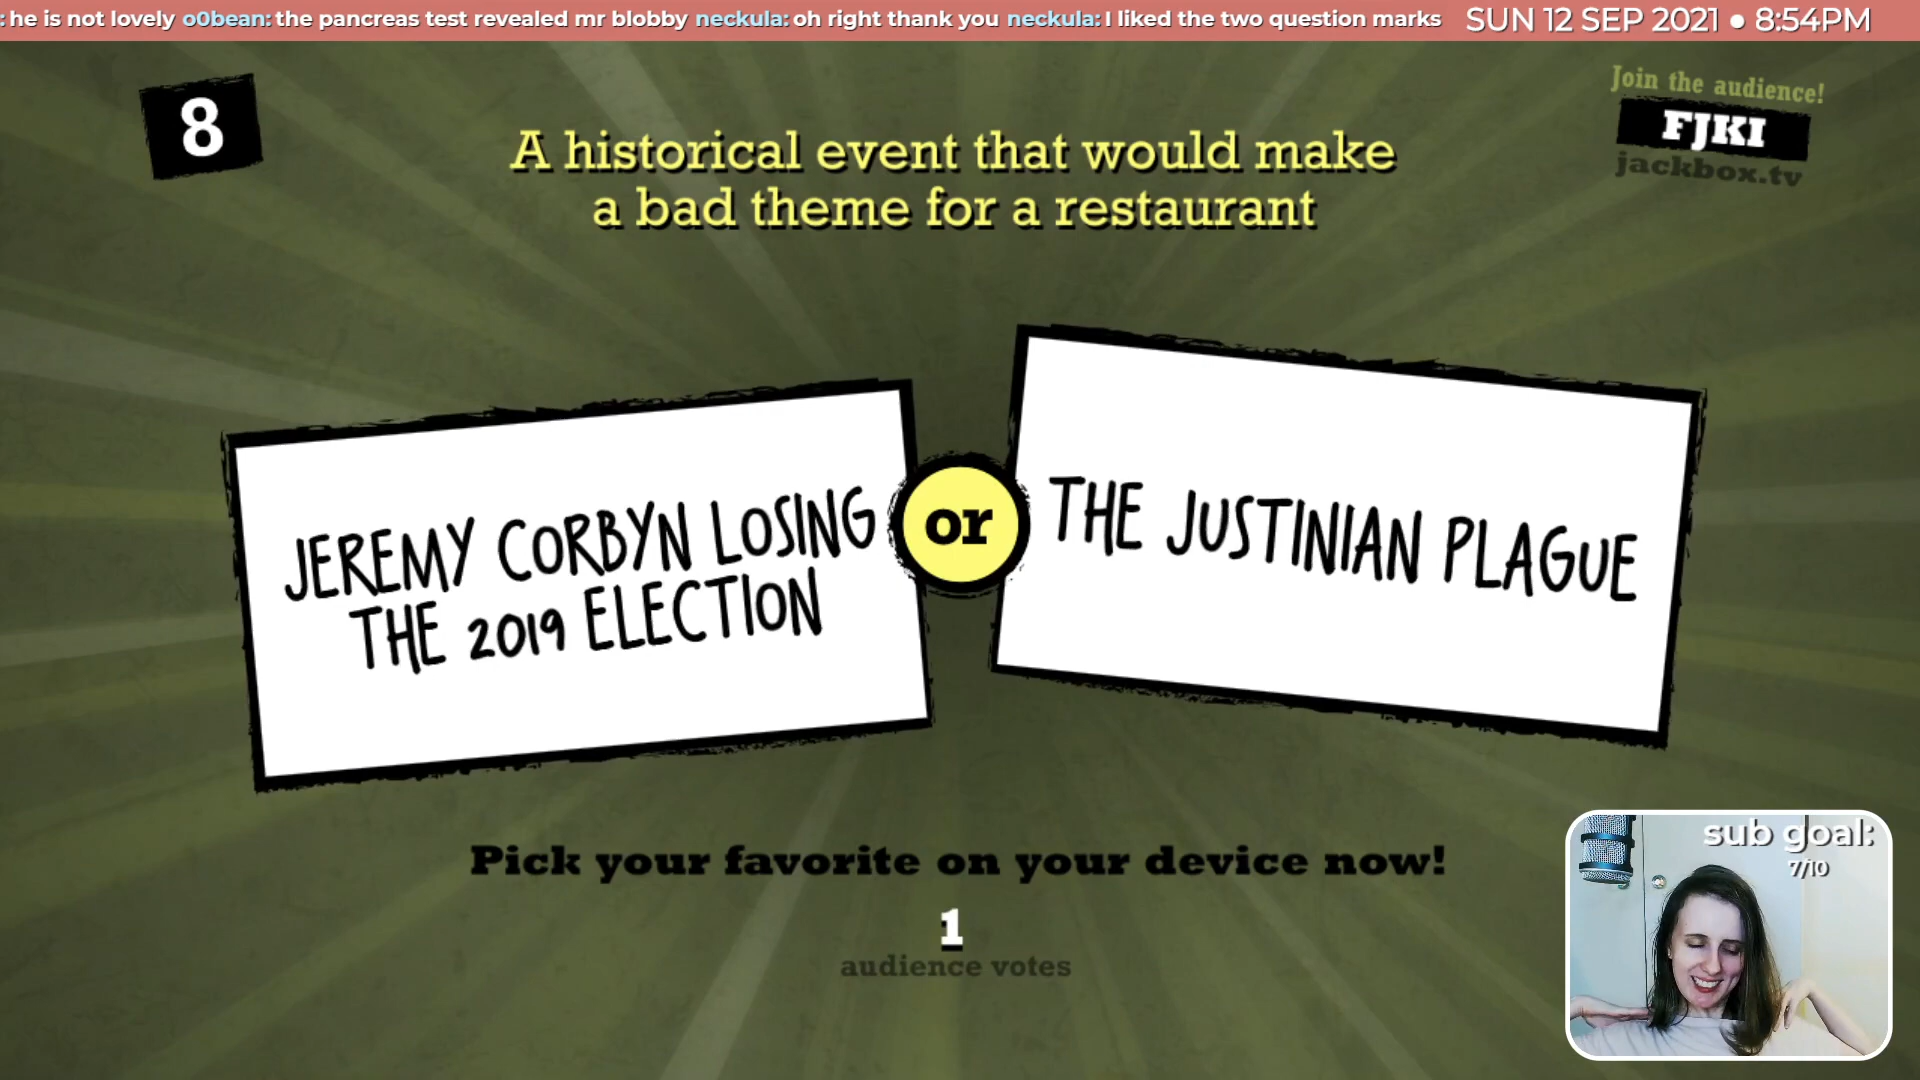 : he is not lovely o0bean: the pancreas test revealed mr blobby neckula: oh right thank you neckula: I liked the two question marks
SUN 12 SEP 2021 ● 8:54PM
8
Join the audience!
FJKI
jackbox.tv
A historical event that would make
a bad theme for a restaurant
JEREMY CORBYN LOSING
THE 2019 ELECTION
or
THE JUSTINIAN PLAGUE
Pick your favorite on your device now!
1
audience votes
sub goal:
7/10